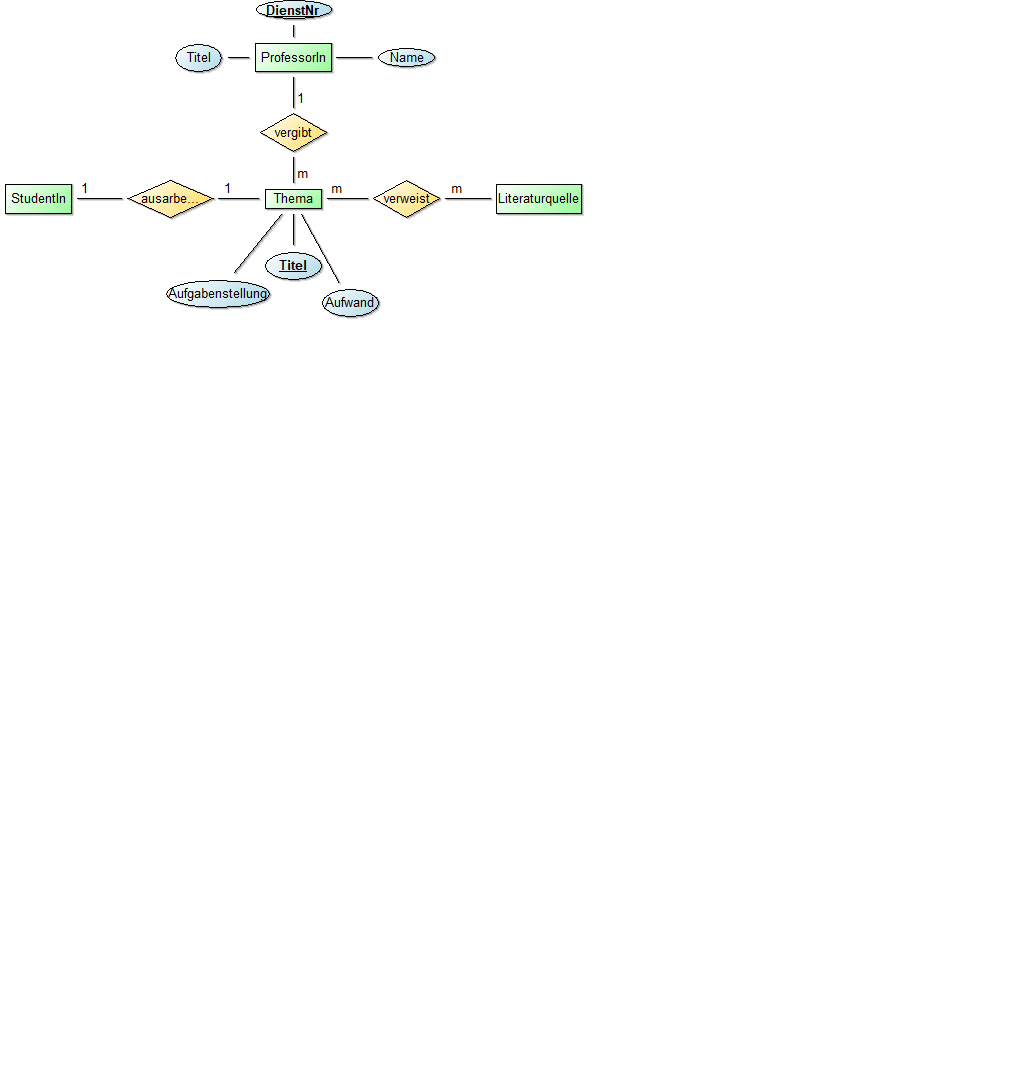 DienstNr
Titel
ProfessorIn
Name
1
vergibt
m
StudentIn
1
ausarbe...
1
Thema
m
verweist
m
Literaturquelle
Titel
Aufgabenstellung
Aufwand